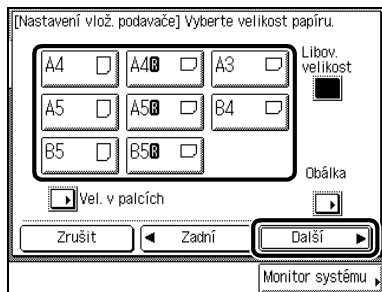 [Nastavení vlož. podavače] Vyberte velikost papíru.
A4 A4R A3 Libov. velikost
A5 A5R B4
B5 B5R
Obálka
Vel. v palcích
Zrušit Zadní Další
Monitor systému